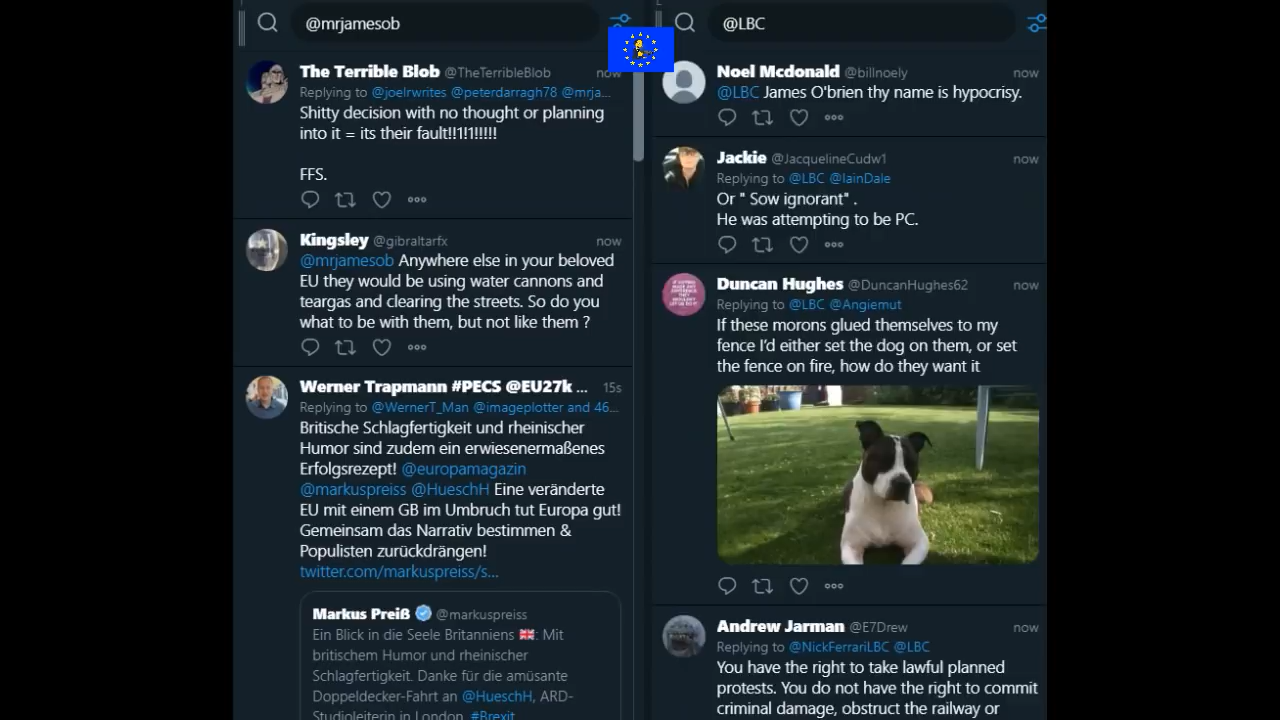 @mrjamesob
The Terrible Blob @TheTerribleBlob now
Replying to @joelrwrites @peterdarragh78 @mrja...
Shitty decision with no thought or planning
into it = its their fault!!1!1!!!!!
FFS.
Kingsley @gibraltarfx now
@mrjamesob Anywhere else in your beloved
EU they would be using water cannons and
teargas and clearing the streets. So do you
what to be with them, but not like them ?
Werner Trapmann #PECS @EU27k ... 15s
Replying to @WernerT_Man @imageplotter and 46...
Britische Schlagfertigkeit und rheinischer
Humor sind zudem ein erwiesenermaßenes
Erfolgsrezept! @europamagazin
@markuspreiss @HueschH Eine veränderte
EU mit einem GB im Umbruch tut Europa gut!
Gemeinsam das Narrativ bestimmen &
Populisten zurückdrängen!
twitter.com/markuspreiss/s...
Markus Preiß @markuspreiss
Ein Blick in die Seele Britanniens 🇬🇧: Mit
britischem Humor und rheinischer
Schlagfertigkeit. Danke für die amüsante
Doppeldecker-Fahrt an @HueschH, ARD-
Studioleiterin in London. #Brexit
@LBC
Noel Mcdonald @billnoely now
@LBC James O'brien thy name is hypocrisy.
Jackie @JacquelineCudw1 now
Replying to @LBC @IainDale
Or " Sow ignorant" .
He was attempting to be PC.
Duncan Hughes @DuncanHughes62 now
Replying to @LBC @Angiemut
If these morons glued themselves to my
fence I'd either set the dog on them, or set
the fence on fire, how do they want it
Andrew Jarman @E7Drew now
Replying to @NickFerrariLBC @LBC
You have the right to take lawful planned
protests. You do not have the right to commit
criminal damage, obstruct the railway or